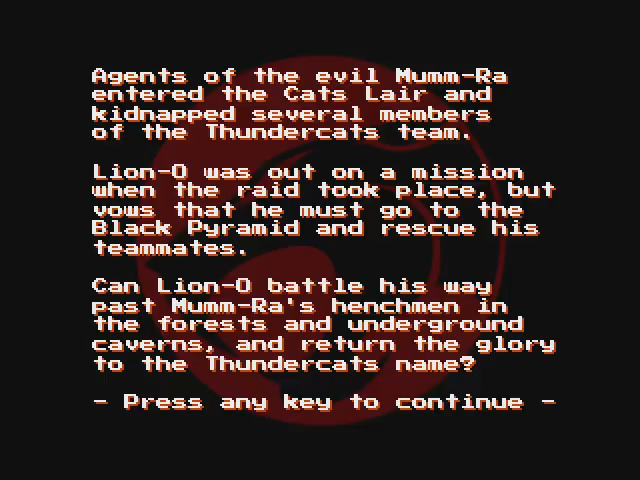 Agents of the evil Mumm-Ra
entered the Cats Lair and
kidnapped several members
of the Thundercats team.
Lion-O was out on a mission
when the raid took place, but
vows that he must go to the
Black Pyramid and rescue his
teammates.
Can Lion-O battle his way
past Mumm-Ra's henchmen in
the forests and underground
caverns, and return the glory
to the Thundercats name?
- Press any key to continue -